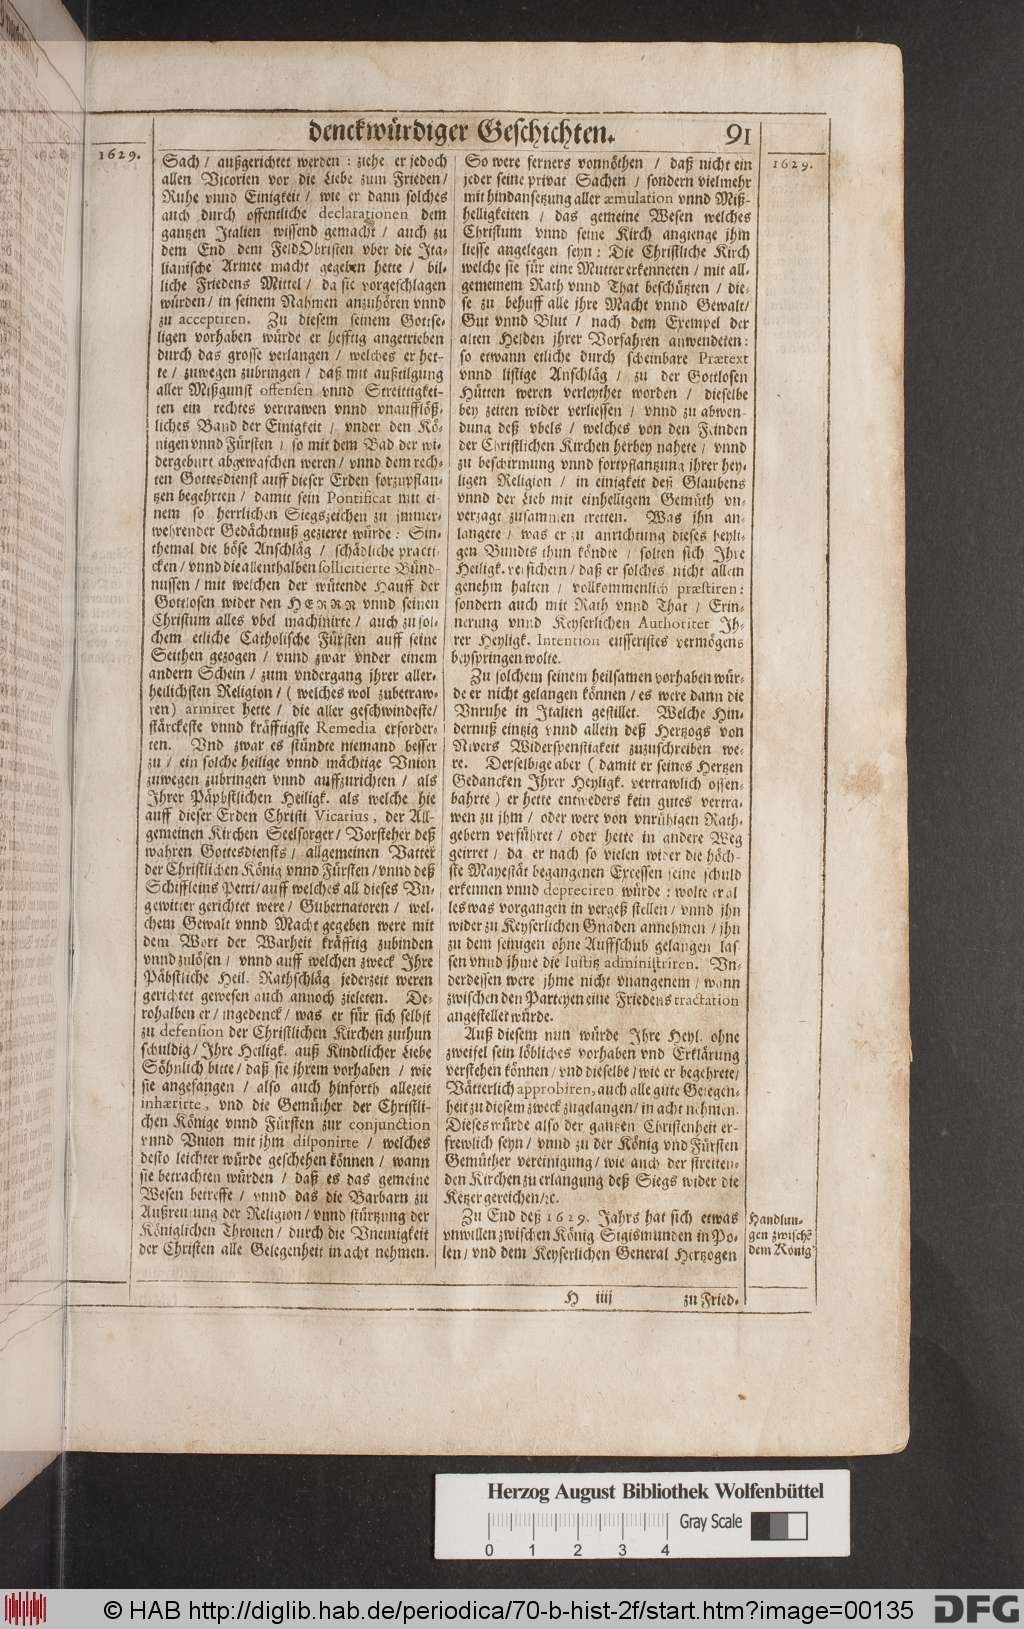 denckwürdiger Geschichten. 91
1629.
Sach / außgerichtet werden : ziehe er jedoch
allen Victorien vor die Liebe zum Frieden /
Ruhe vnnd Einigkeit / wie er dann solches
auch durch offentliche declarationen dem
gantzen Italien wissend gemacht / auch zu
dem End dem FeldObristen vber die Ita-
lianische Armee macht gegeben hette / bil-
liche Friedens Mittel / da sie vorgeschlagen
würden / in seinem Nahmen anzuhören vnnd
zu acceptiren. Zu diesem seinem Gottse-
ligen vorhaben würde er hefftig angetrieben
durch das grosse verlangen / welches er het-
te / zuwegen zubringen / daß mit außtilgung
aller Mißgunst offensen vnnd Streittigkei-
ten ein rechtes vertrawen vnnd vnaufflöß-
liches Band der Einigkeit / vnder den Kö-
nigen vnnd Fürsten / so mit dem Bad der wi-
dergeburt abgewaschen weren / vnnd dem rech-
ten Gottesdienst auff dieser Erden forzupflan-
tzen begehrten / damit sein Pontificat mit ei-
nem so herrlichen Siegszeichen zu jmmer-
wehrender Gedächtnuß gezieret würde : Sin-
themal die böse Anschläg / schädliche practi-
cken / vnnd die allenthalben sollicitierte Bünd-
nussen / mit welchen der wütende Hauff der
Gottlosen wider den HERRN vnnd seinen
Christum alles vbel machinirte / auch zu sol-
chem etliche Catholische Fürsten auff seine
Seithen gezogen / vnnd zwar vnder einem
andern Schein / zum vndergang jhrer aller-
heilichsten Religion / ( welches wol zubetraw-
ren ) armiret hette / die aller geschwindeste /
stärckeste vnnd kräfftigste Remedia erforder-
ten. Vnd zwar es stündte niemand besser
zu / ein solche heilige vnnd mächtige Vnion
zuwegen zubringen vnnd auffzurichten / als
Ihrer Päpstlichen Heiligk. als welche hie
auff dieser Erden Christi Vicarius, der All-
gemeinen Kirchen Seelsorger / Vorsteher deß
wahren Gottesdiensts / allgemeinen Vatter
der Christlichen König vnnd Fürsten / vnnd deß
Schiffleins Petri / auff welches all dieses Vn-
gewitter gerichtet were / Gubernatoren / wel-
chem Gewalt vnnd Macht gegeben were mit
dem Wort der Warheit kräfftig zubinden
vnnd zulösen / vnnd auff welchen zweck Ihre
Päbstliche Heil. Rathschläg jederzeit weren
gerichtet gewesen auch annoch zieleten. De-
rohalben er / ingedenck / was er für sich selbst
zu defension der Christlichen Kirchen zuthun
schuldig / Ihre Heiligk. auß Kindtlicher Liebe
Söhnlich bitte / daß sie jhrem vorhaben / wie
sie angefangen / also auch hinforth allezeit
inhærirte, vnd die Gemüther der Christli-
chen Könige vnnd Fürsten zur conjunction
vnnd Vnion mit jhm disponirte / welches
desto leichter würde geschehen können / wann
sie betrachten würden / daß es das gemeine
Wesen betreffe / vnnd das die Barbarn zu
Außreutung der Religion / vnnd stürtzung der
Königlichen Thronen / durch die Vneinigkeit
der Christen alle Gelegenheit in acht nehmen.
So were ferners vonnöthen / daß nicht ein
jeder seine privat Sachen / sondern vielmehr
mit hindansetzung aller æmulation vnnd Miß-
helligkeiten / das gemeine Wesen welches
Christum vnnd seine Kirch angienge jhm
liesse angelegen seyn : Die Christliche Kirch
welche sie für eine Mutter erkenneten / mit all-
gemeinem Rath vnnd That beschützten / die-
se zu behuff alle jhre Macht vnnd Gewalt /
Gut vnnd Blut / nach dem Exempel der
alten Helden jhrer Vorfahren anwendeten :
so etwann etliche durch scheinbare Prætext
vnnd listige Anschläg / zu der Gottlosen
Hütten weren verleythet worden / dieselbe
bey zeiten wider verliessen / vnnd zu abwen-
dung deß vbels / welches von den Feinden
der Christlichen Kirchen herbey nahete / vnnd
zu beschirmung vnnd fortpflantzung jhrer hey-
ligen Religion / in einigkeit deß Glaubens
vnnd der Lieb mit einhelligem Gemüth vn-
verzagt zusammen tretten. Was jhn an-
langete / was er zu anrichtung dieses heyli-
gen Bundts thun köndte / solten sich Ihre
Heiligk. versichern / daß er solches nicht allein
genehm halten / vollkommenlich præstiren :
sondern auch mit Rath vnnd That / Erin-
nerung vnnd Keyserlichen Authoritet Ih-
rer Heyligk. Intention eusseristes vermögens
beyspringen wolte.
Zu solchem seinem heilsamen vorhaben wür-
de er nicht gelangen können / es were dann die
Vnruhe in Italien gestillet. Welche Hin-
dernuß eintzig vnnd allein deß Hertzogs von
Nivers Widerspenstigkeit zuzuschreiben we-
re. Derselbige aber ( damit er seines Hertzen
Gedancken Ihrer Heyligk. vertrawlich offen-
bahrte ) er hette entweders kein gutes vertra-
wen zu jhm / oder were von vnrühigen Rath-
gebern verführet / oder hette in andere Weg
geirret / da er nach so vielen wider die höch-
ste Mayestät begangenen Excessen seine schuld
erkennen vnnd depreciren würde : wolte er al
les was vorgangen in vergeß stellen / vnnd jhn
wider zu Keyserlichen Gnaden annehmen / jhn
zu dem seinigen ohne Auffschub gelangen las
sen vnnd jhme die Iustitz administriren. Vn-
derdessen were jhme nicht vnangenem / wann
zwischen den Parteyen eine Friedens tractation
angestellet würde.
Auß diesem nun würde Ihre Heyl. ohne
zweifel sein löbliches vorhaben vnd Erklärung
verstehen können / vnd dieselbe / wie er begehrete /
Vätterlich approbiren, auch alle gute Gelegen-
heit zu diesem zweck zugelangen / in acht nehmen.
Dieses würde also der gantzen Christenheit er-
frewlich seyn / vnnd zu der König vnd Fürsten
Gemüther vereinigung / wie auch der streiten-
den Kirchen zu erlangung deß Siegs wider die
Ketzer gereichen / ꝛc.
Zu End deß 1629. Jahrs hat sich etwas
vnwillen zwischen König Sigismunden in Po-
len / vnd dem Keyserlichen General Hertzogen
1629.
Handlun-
gen zwischē
dem König
H iiij zu Fried-
Herzog August Bibliothek Wolfenbüttel
Gray Scale
0 1 2 3 4
© HAB http://diglib.hab.de/periodica/70-b-hist-2f/start.htm?image=00135
DFG